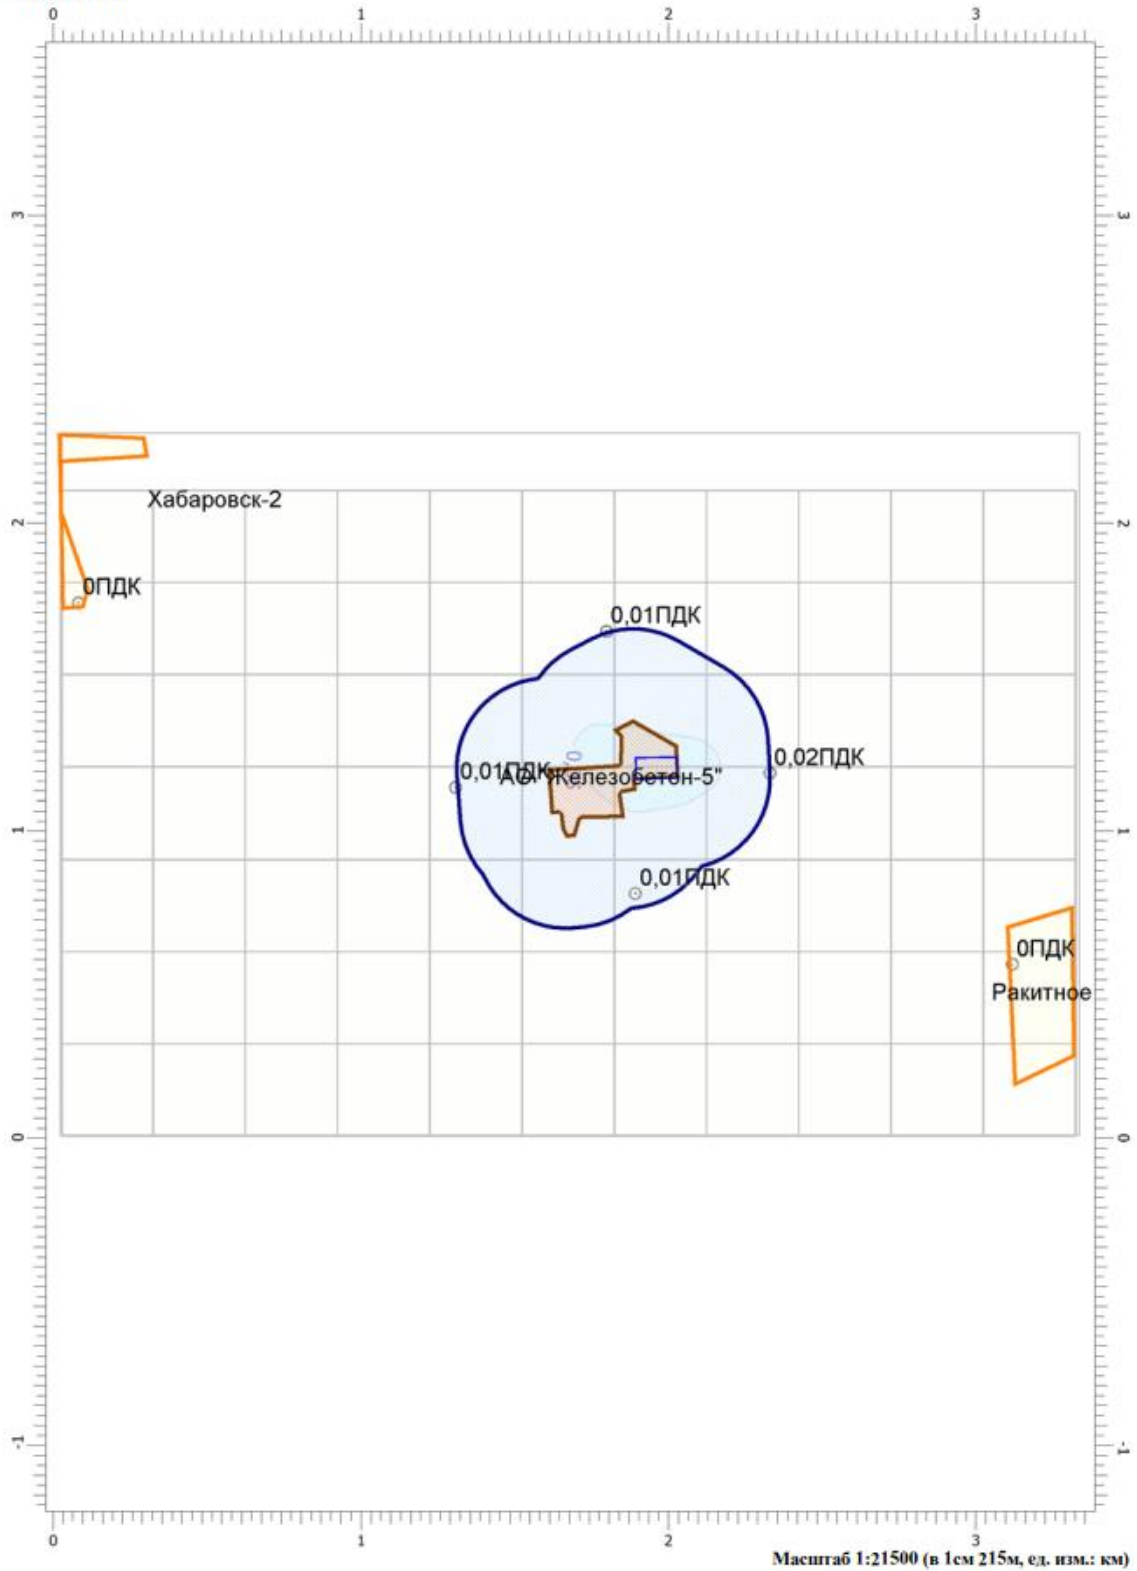 0 1 2 3
3 3
Хабаровск-2
2 2
0ПДК
0,01ПДК
0,02ПДК
0,01ПДК
АО "Железобетон-5"
1 1
0,01ПДК
0ПДК
Ракитное
0 0
-1 -1
0 1 2 3
Масштаб 1:21500 (в 1см 215м, ед. изм.: км)